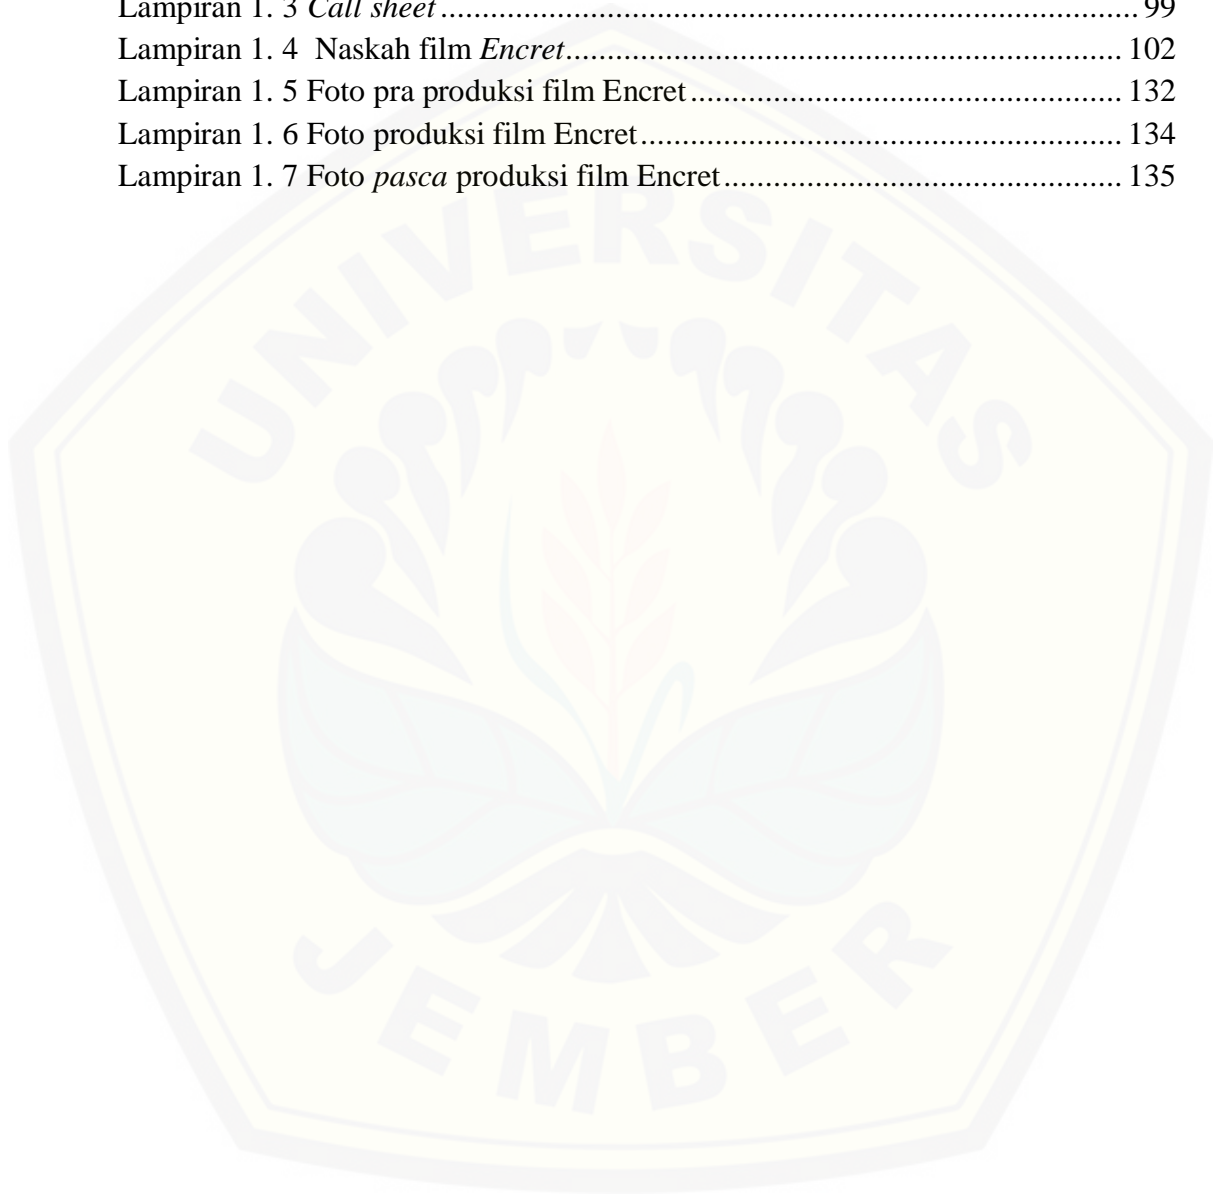 Lampiran 1. 3 Call sheet ........................................................................................ 99
Lampiran 1. 4  Naskah film Encret...................................................................... 102
Lampiran 1. 5 Foto pra produksi film Encret ...................................................... 132
Lampiran 1. 6 Foto produksi film Encret............................................................. 134
Lampiran 1. 7 Foto pasca produksi film Encret .................................................. 135
UNIVERSITAS
JEMBER